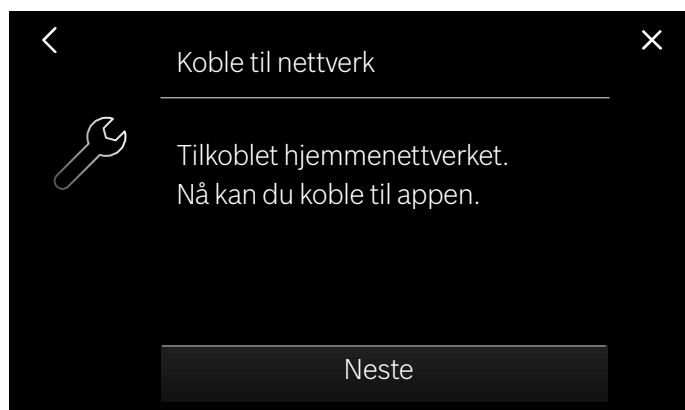 Koble til nettverk
Tilkoblet hjemmenettverket.
Nå kan du koble til appen.
Neste